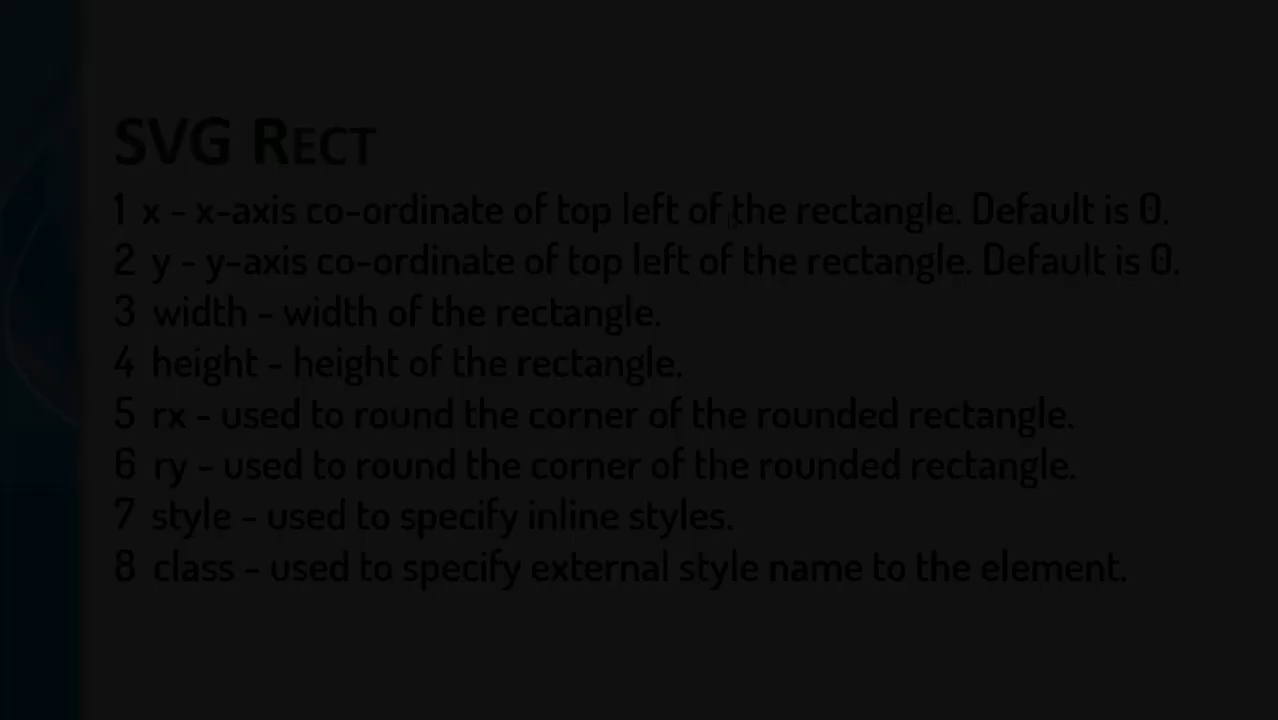 SVG RECT
1 x - x-axis co-ordinate of top left of the rectangle. Default is 0.
2 y - y-axis co-ordinate of top left of the rectangle. Default is 0.
3 width - width of the rectangle.
4 height - height of the rectangle.
5 rx - used to round the corner of the rounded rectangle.
6 ry - used to round the corner of the rounded rectangle.
7 style - used to specify inline styles.
8 class - used to specify external style name to the element.